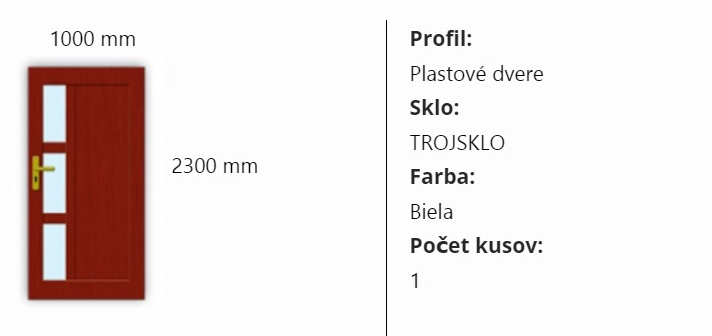 1000 mm
2300 mm
Profil:
Plastové dvere
Sklo:
TROJSKLO
Farba:
Biela
Počet kusov:
1